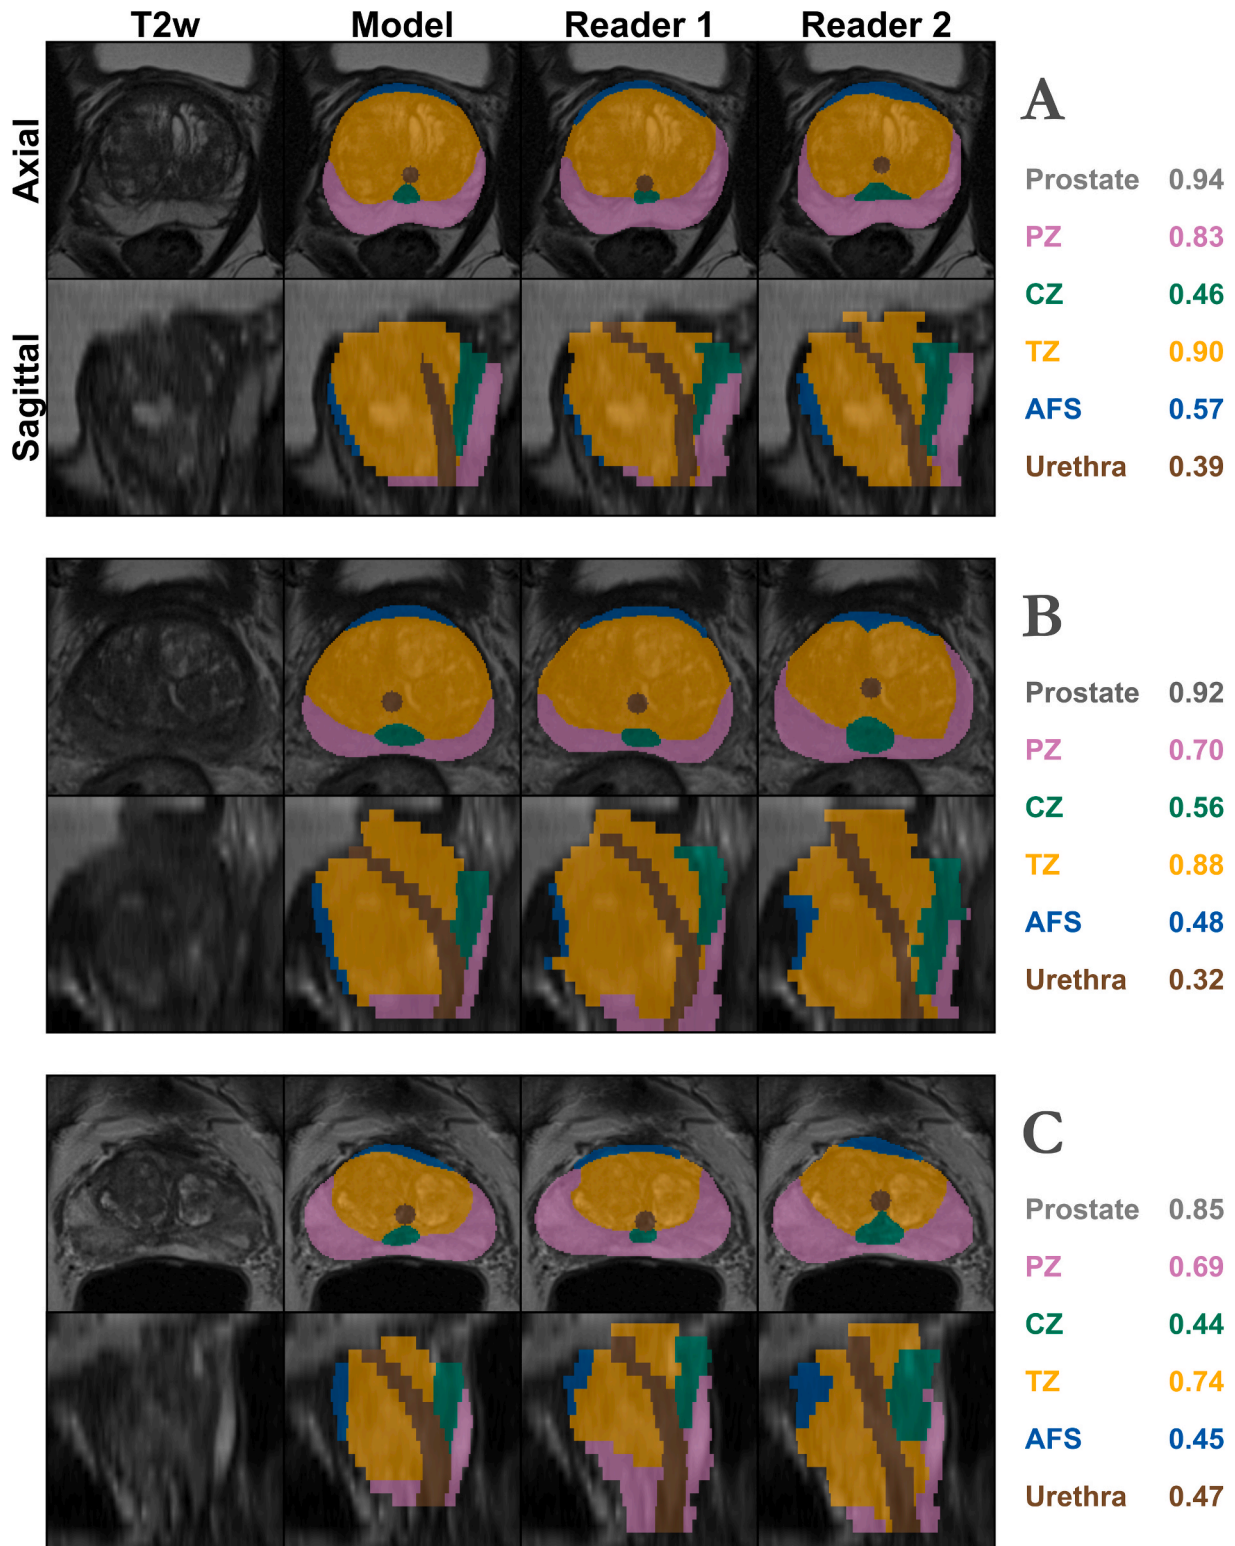 T2w Model Reader 1 Reader 2
Axial
Sagittal
A
Prostate 0.94
PZ 0.83
CZ 0.46
TZ 0.90
AFS 0.57
Urethra 0.39
B
Prostate 0.92
PZ 0.70
CZ 0.56
TZ 0.88
AFS 0.48
Urethra 0.32
C
Prostate 0.85
PZ 0.69
CZ 0.44
TZ 0.74
AFS 0.45
Urethra 0.47